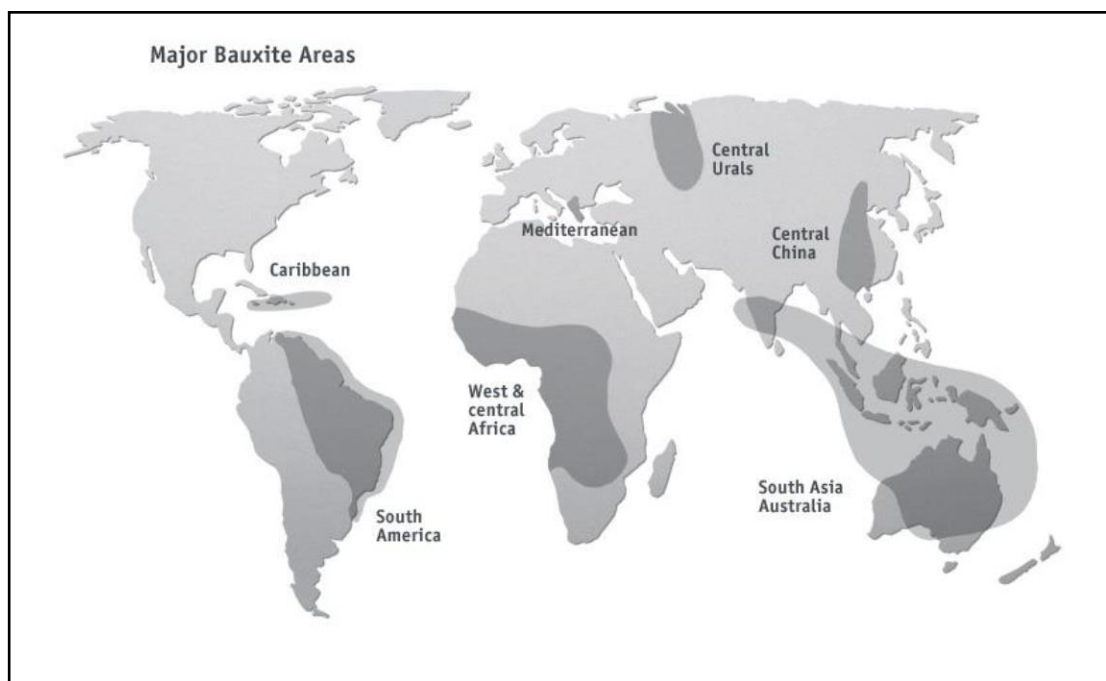 Major Bauxite Areas
Central
Urals
Mediterranean
Central
China
Caribbean
West &
central
Africa
South Asia
Australia
South
America